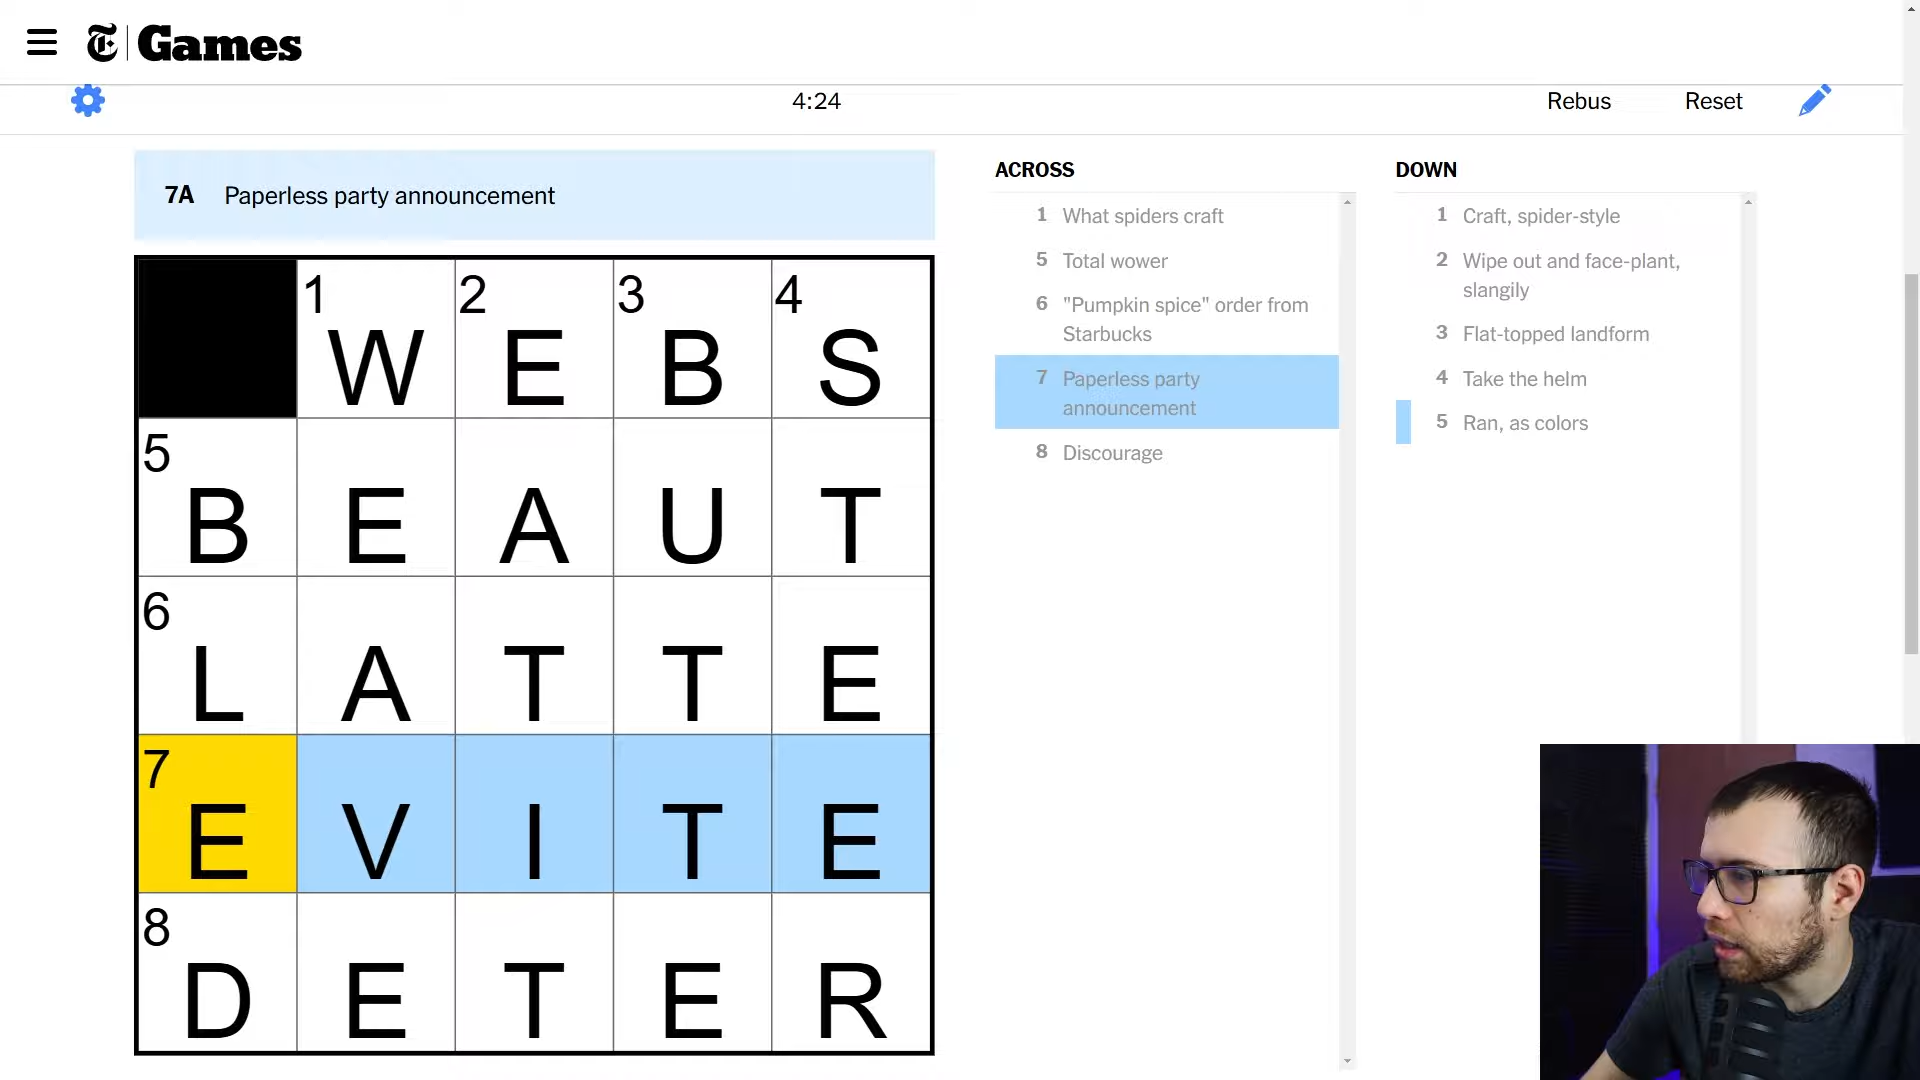 T Games
4:24 Rebus Reset
7A Paperless party announcement
1 2 3 4
W E B S
5
B E A U T
6
L A T T E
7
E V I T E
8
D E T E R
ACROSS
1 What spiders craft
5 Total wower
6 "Pumpkin spice" order from
Starbucks
7 Paperless party
announcement
8 Discourage
DOWN
1 Craft, spider-style
2 Wipe out and face-plant,
slangily
3 Flat-topped landform
4 Take the helm
5 Ran, as colors